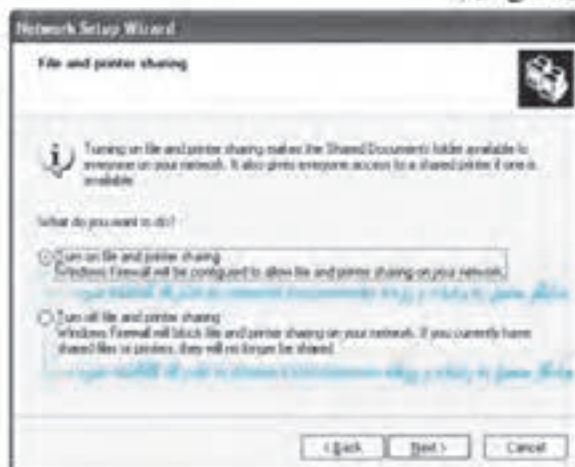 Network Setup Wizard
File and printer sharing
Turning on file and printer sharing makes the Shared Documents folder available to
everyone on your network. It also gives everyone access to a shared printer if one is
available.
What do you want to do?
Turn on file and printer sharing
Windows Firewall will be configured to allow file and printer sharing on your network.
Turn off file and printer sharing
Windows Firewall will block file and printer sharing on your network. If you currently have
shared files or printers, they will no longer be shared.
< Back
Next >
Cancel